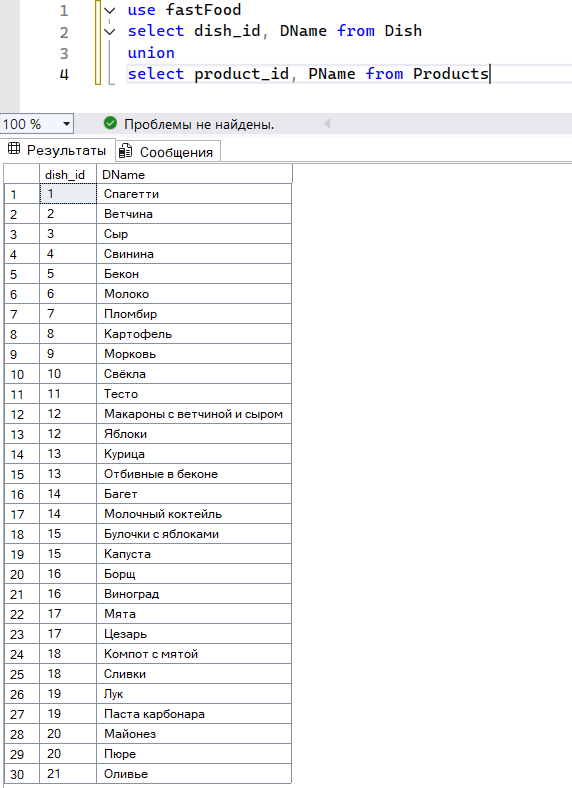 1 use fastFood
2 select dish_id, DName from Dish
3 union
4 select product_id, PName from Products
100 % Проблемы не найдены.
Результаты Сообщения
dish_id DName
1 1 Спагетти
2 2 Ветчина
3 3 Сыр
4 4 Свинина
5 5 Бекон
6 6 Молоко
7 7 Пломбир
8 8 Картофель
9 9 Морковь
10 10 Свёкла
11 11 Тесто
12 12 Макароны с ветчиной и сыром
13 12 Яблоки
14 13 Курица
15 13 Отбивные в беконе
16 14 Багет
17 14 Молочный коктейль
18 15 Булочки с яблоками
19 15 Капуста
20 16 Борщ
21 16 Виноград
22 17 Мята
23 17 Цезарь
24 18 Компот с мятой
25 18 Сливки
26 19 Лук
27 19 Паста карбонара
28 20 Майонез
29 20 Пюре
30 21 Оливье